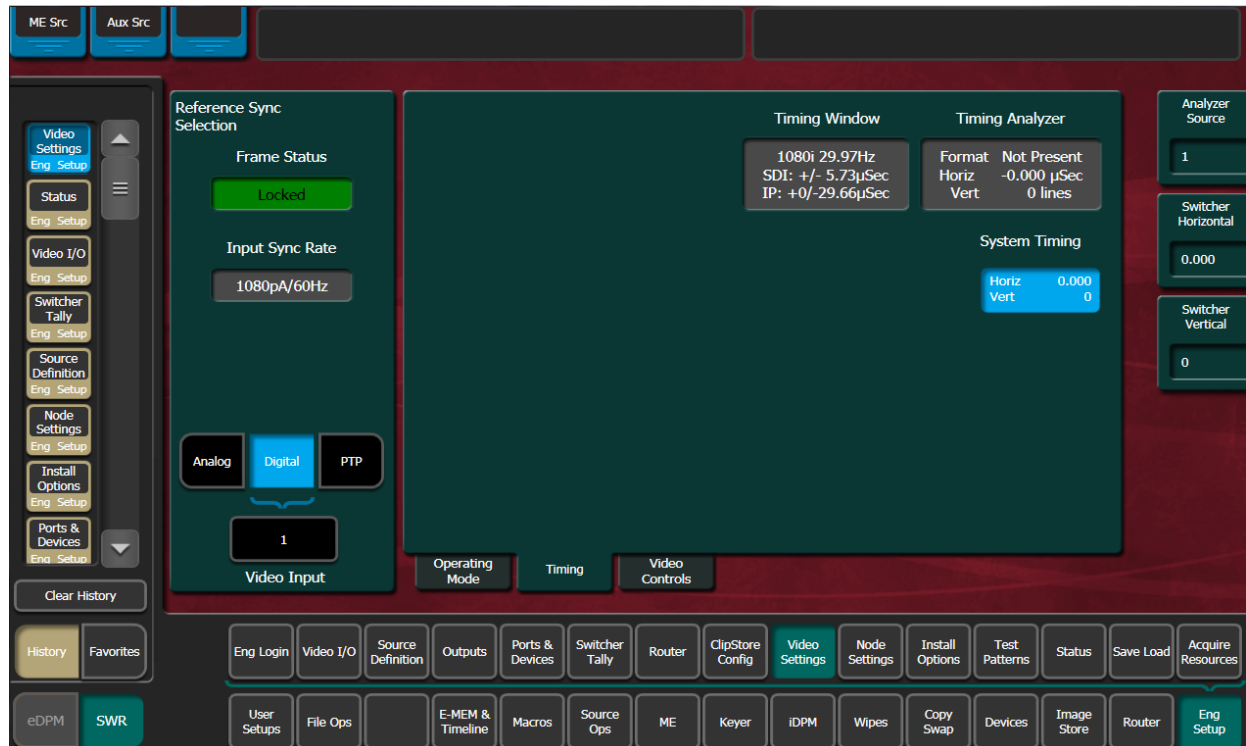 ME Src
Aux Src
Video
Settings
Eng Setup
Status
Eng Setup
Video I/O
Eng Setup
Switcher
Tally
Eng Setup
Source
Definition
Eng Setup
Node
Settings
Eng Setup
Install
Options
Eng Setup
Ports &
Devices
Eng Setup
Clear History
History
Favorites
eDPM
SWR
Reference Sync
Selection
Frame Status
Locked
Input Sync Rate
1080pA/60Hz
Analog
Digital
PTP
1
Video Input
Timing Window
1080i 29.97Hz
SDI: +/- 5.73µSec
IP: +0/-29.66µSec
Timing Analyzer
Format Not Present
Horiz -0.000 µSec
Vert 0 lines
System Timing
Horiz 0.000
Vert 0
Operating
Mode
Timing
Video
Controls
Analyzer
Source
1
Switcher
Horizontal
0.000
Switcher
Vertical
0
Eng Login
Video I/O
Source
Definition
Outputs
Ports &
Devices
Switcher
Tally
Router
ClipStore
Config
Video
Settings
Node
Settings
Install
Options
Test
Patterns
Status
Save Load
Acquire
Resources
User
Setups
File Ops
E-MEM &
Timeline
Macros
Source
Ops
ME
Keyer
iDPM
Wipes
Copy
Swap
Devices
Image
Store
Router
Eng
Setup